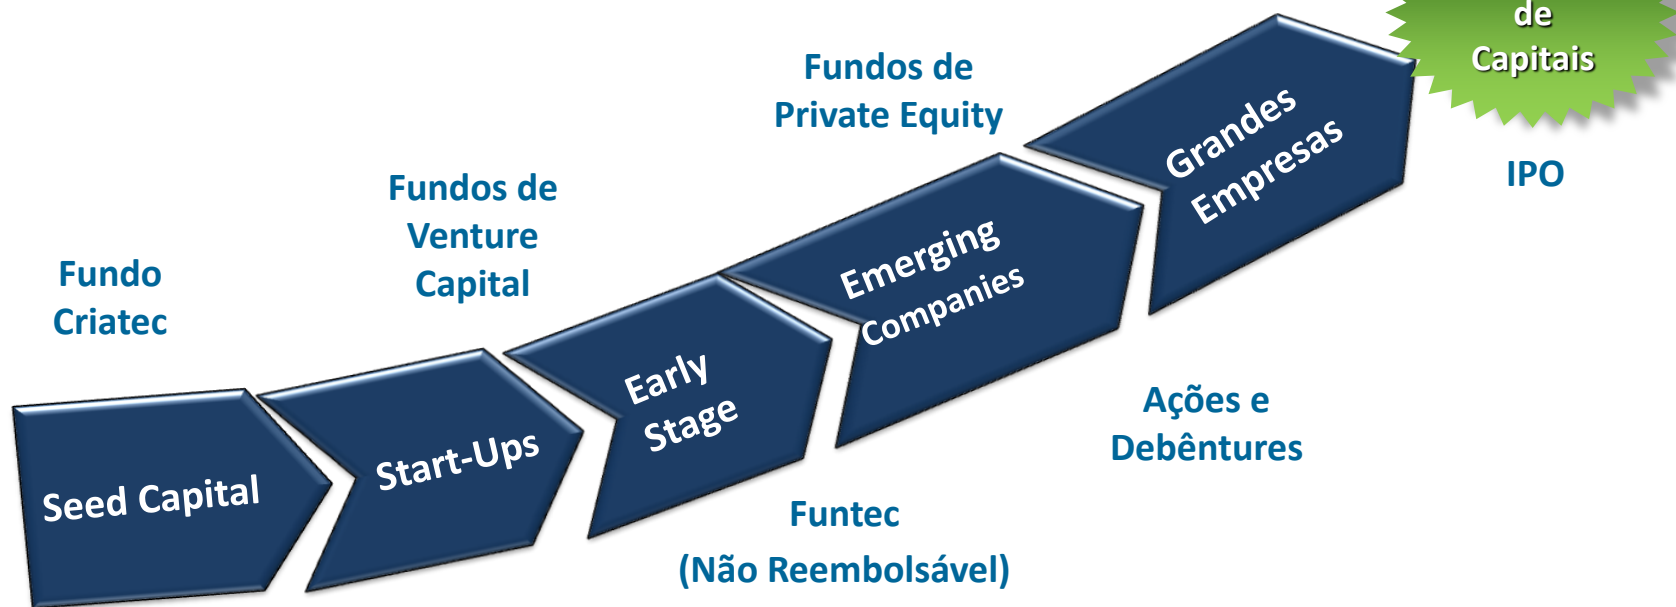 de
Capitais
IPO
Fundos de
Private Equity
Grandes
Empresas
Fundos de
Venture
Capital
Emerging
Companies
Fundo
Criatec
Early
Stage
Ações e
Debêntures
Start-Ups
Seed Capital
Funtec
(Não Reembolsável)